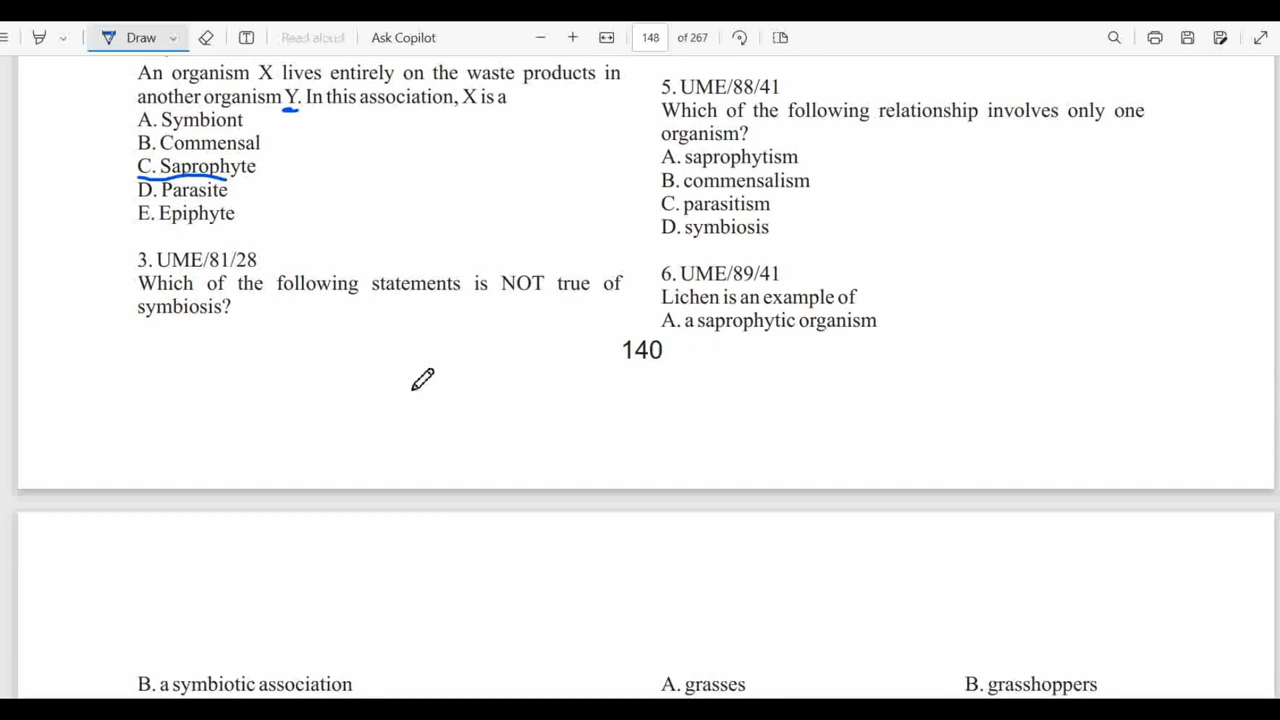 Draw
Read aloud
Ask Copilot
148
of 267
An organism X lives entirely on the waste products in
another organism Y. In this association, X is a
A. Symbiont
B. Commensal
C. Saprophyte
D. Parasite
E. Epiphyte
3. UME/81/28
Which of the following statements is NOT true of
symbiosis?
5. UME/88/41
Which of the following relationship involves only one
organism?
A. saprophytism
B. commensalism
C. parasitism
D. symbiosis
6. UME/89/41
Lichen is an example of
A. a saprophytic organism
140
B. a symbiotic association
A. grasses
B. grasshoppers